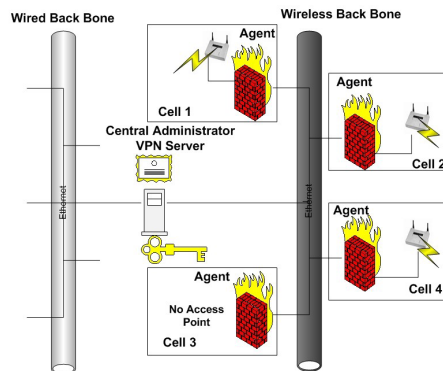 Wired Back Bone
Wireless Back Bone
Agent
Cell 1
Agent
Cell 2
Central Administrator
VPN Server
Ethernet
Ethernet
Agent
Cell 4
Agent
No Access
Point
Cell 3